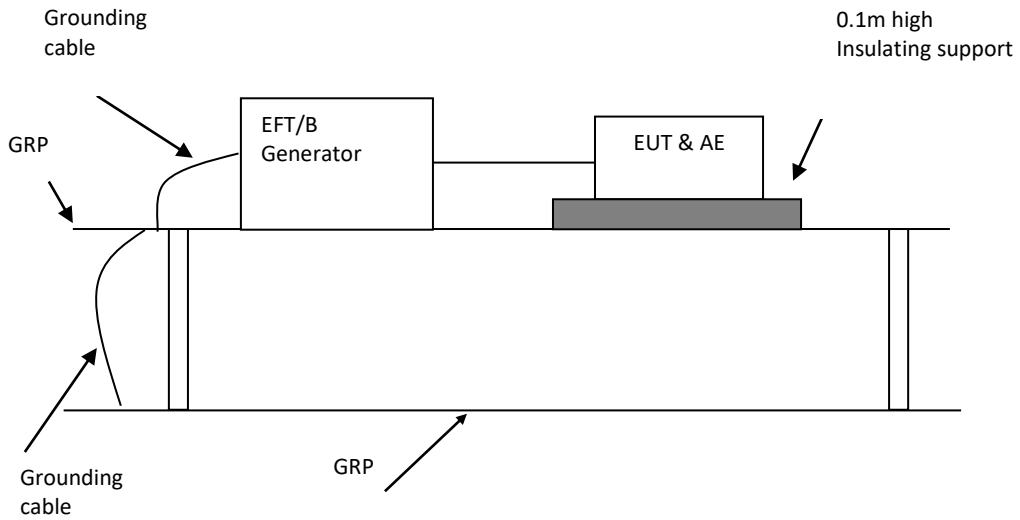 Grounding
cable
0.1m high
Insulating support
EFT/B
Generator
EUT & AE
GRP
GRP
Grounding
cable